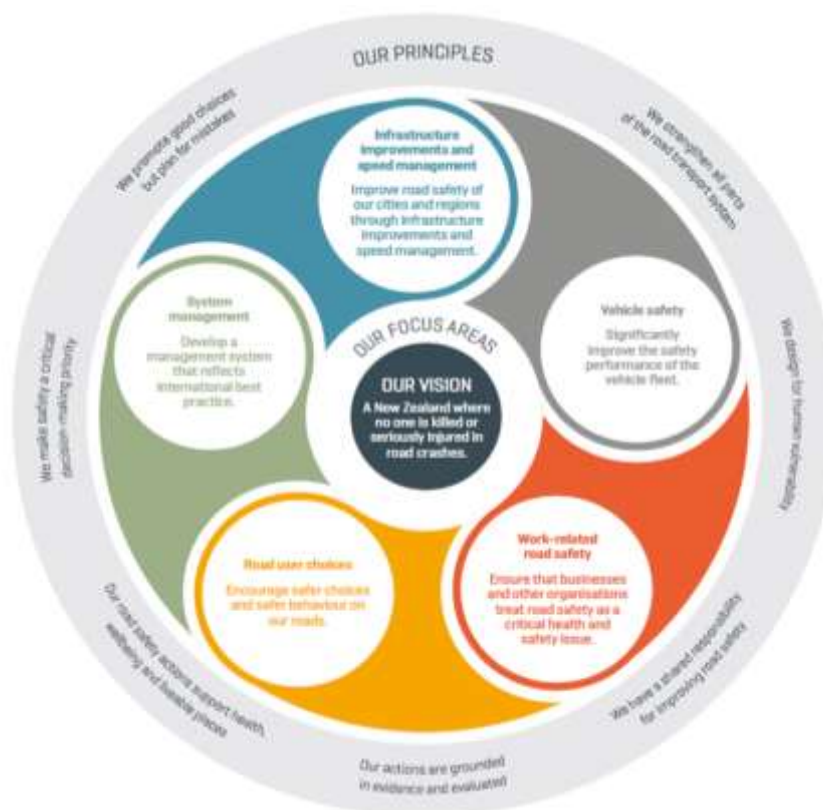 OUR PRINCIPLES
We promote good choices
but plan for mistakes
We strengthen all parts
of the road transport system
We design for human vulnerability
We have a shared responsibility
for improving road safety
Our actions are grounded
in evidence and evaluated
Our road safety actions support health,
wellbeing and liveable places
We make safety a critical
decision-making priority
Infrastructure
improvements and
speed management
Improve road safety of
our cities and regions
through infrastructure
improvements and
speed management.
Vehicle safety
Significantly
improve the safety
performance of the
vehicle fleet.
Work-related
road safety
Ensure that businesses
and other organisations
treat road safety as a
critical health and
safety issue.
Road user choices
Encourage safer choices
and safer behaviour on
our roads.
System
management
Develop a
management system
that reflects
international best
practice.
OUR FOCUS AREAS
OUR VISION
A New Zealand where
no one is killed or
seriously injured in
road crashes.